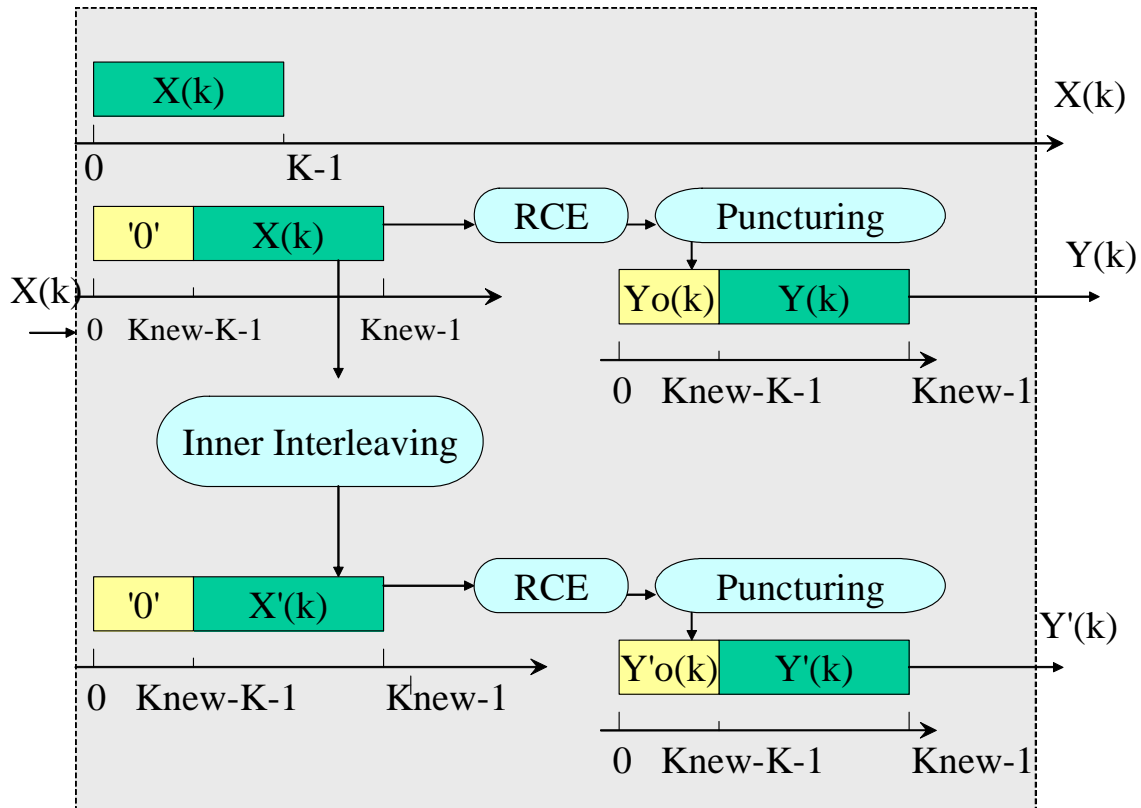 X(k)
X(k)
0 K-1
'0' X(k) RCE Puncturing
Y(k)
X(k)
Yo(k) Y(k)
0 Knew-K-1 Knew-1
0 Knew-K-1 Knew-1
Inner Interleaving
'0' X'(k) RCE Puncturing
Y'(k)
Y'o(k) Y'(k)
0 Knew-K-1 Knew-1
0 Knew-K-1 Knew-1